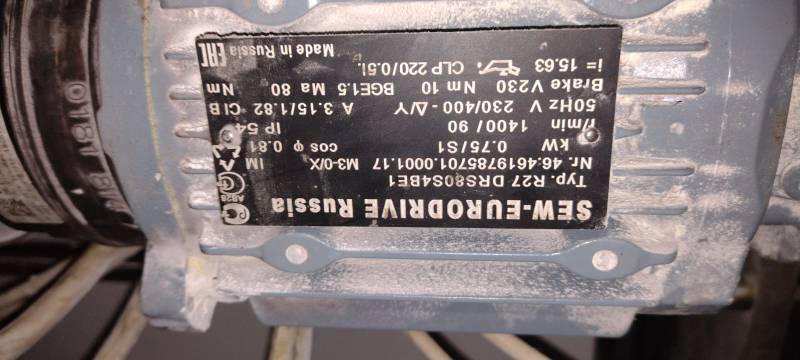 SEW-EURODRIVE Russia
Typ. R27 DRS80S4BE1
Nr. 46.4619785701.0001.17 M3-0/X IM
kW 0.75/S1 cos φ 0.81
r/min 1400/90 IP 54
50Hz V 230/400-Δ/Y A 3.15/1.82 Cl B
Brake V230 Nm 10 BGE1.5 Ma 80 Nm
i= 15.63 CLP 220/0.5l.
Made in Russia EAC
АВ28